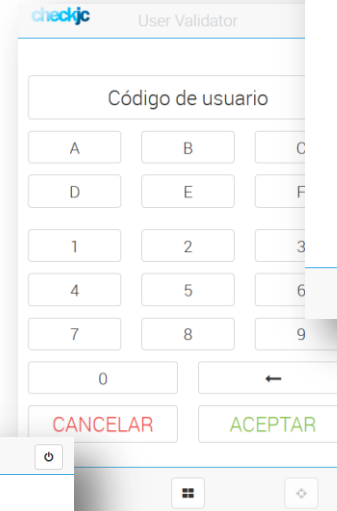 checkjc User Validator
Código de usuario
A B C
D E F
1 2 3
4 5 6
7 8 9
0 ←
CANCELAR ACEPTAR